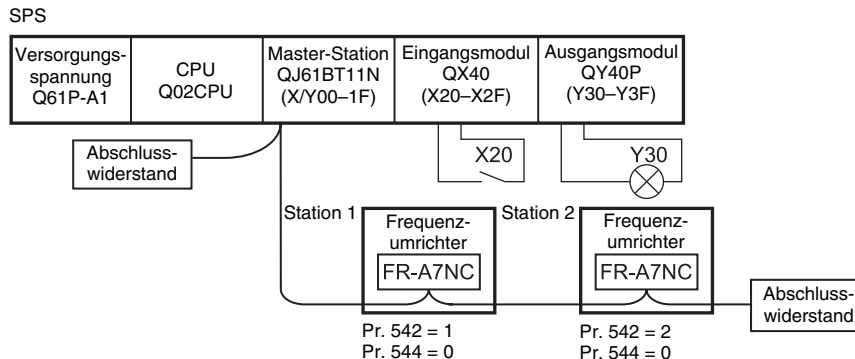 SPS
Versorgungs-
spannung
Q61P-A1
CPU
Q02CPU
Master-Station
QJ61BT11N
(X/Y00–1F)
Eingangsmodul
QX40
(X20–X2F)
Ausgangsmodul
QY40P
(Y30–Y3F)
Abschluss-
widerstand
X20
Y30
Station 1
Frequenz-
umrichter
FR-A7NC
Station 2
Frequenz-
umrichter
FR-A7NC
Abschluss-
widerstand
Pr. 542 = 1
Pr. 544 = 0
Pr. 542 = 2
Pr. 544 = 0